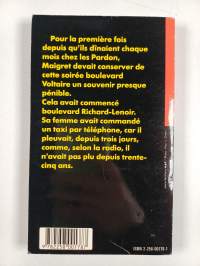 Pour la première fois
depuis qu'ils dînaient chaque
mois chez les Pardon,
Maigret devait conserver de
cette soirée boulevard
Voltaire un souvenir presque
pénible.
Cela avait commencé
boulevard Richard-Lenoir.
Sa femme avait commandé
un taxi par téléphone, car il
pleuvait, depuis trois jours,
comme, selon la radio, il
n'avait pas plu depuis trente-
cinq ans.